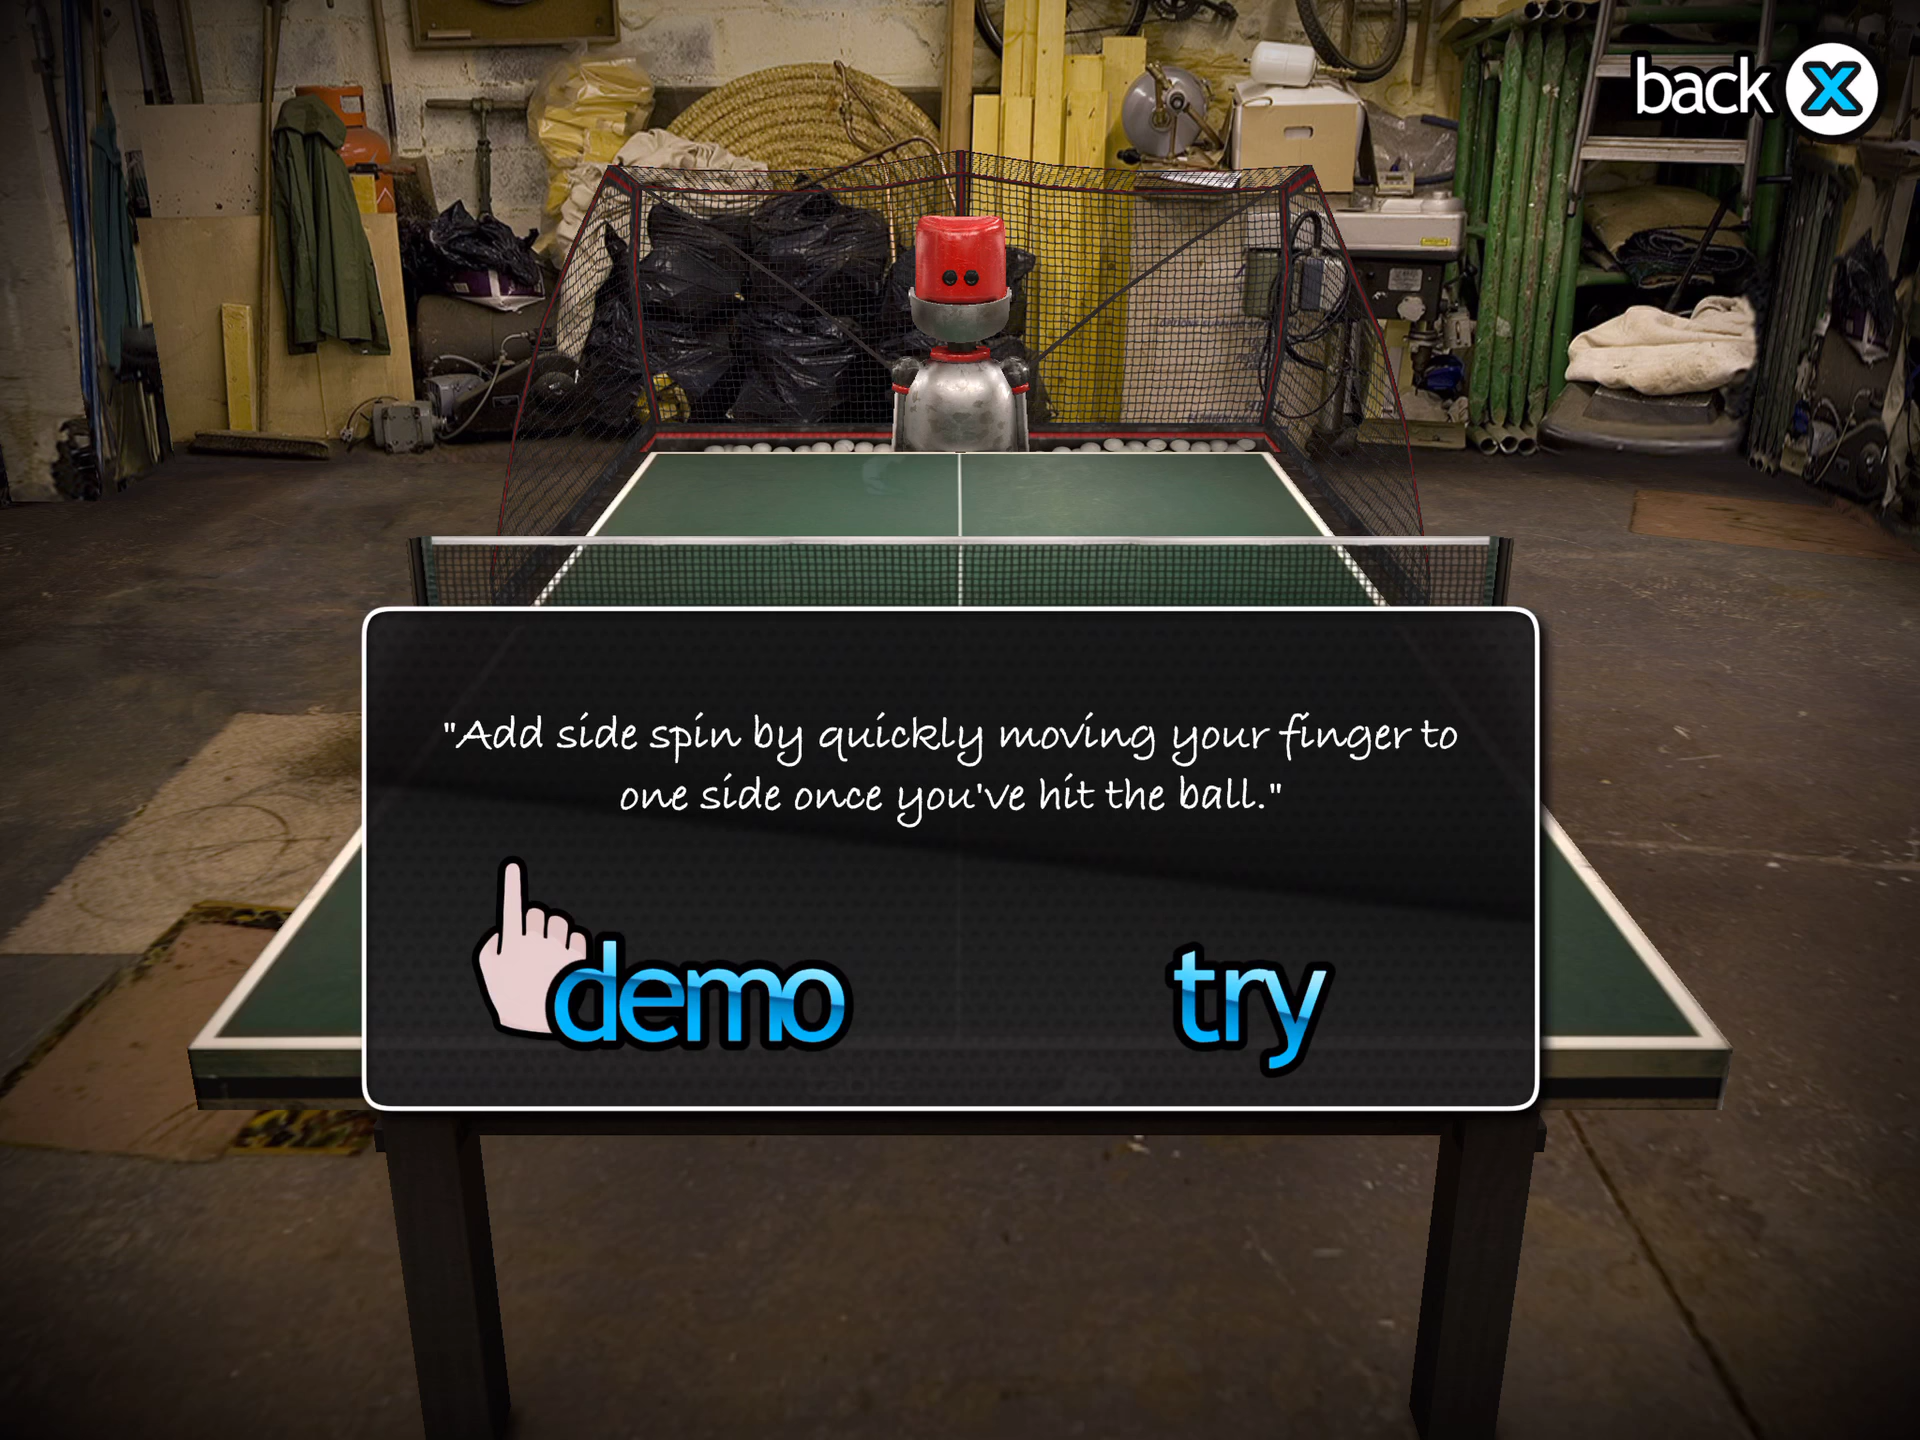 back X
"Add side spin by quickly moving your finger to
one side once you've hit the ball."
demo
try